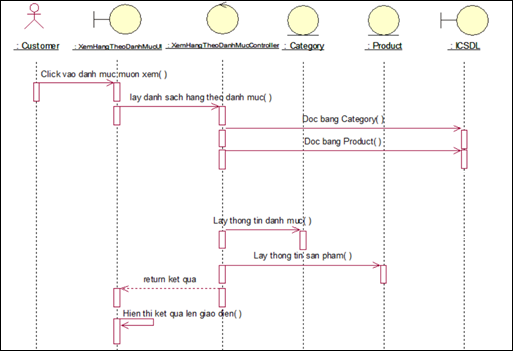 : Customer
: XemHangTheoDanhMucUI
: XemHangTheoDanhMucController
: Category
: Product
: ICSDL
Click vao danh muc muon xem( )
lay danh sach hang theo danh muc( )
Doc bang Category( )
Doc bang Product( )
Lay thong tin danh muc( )
Lay thong tin san pham( )
return ket qua
Hien thi ket qua len giao dien( )